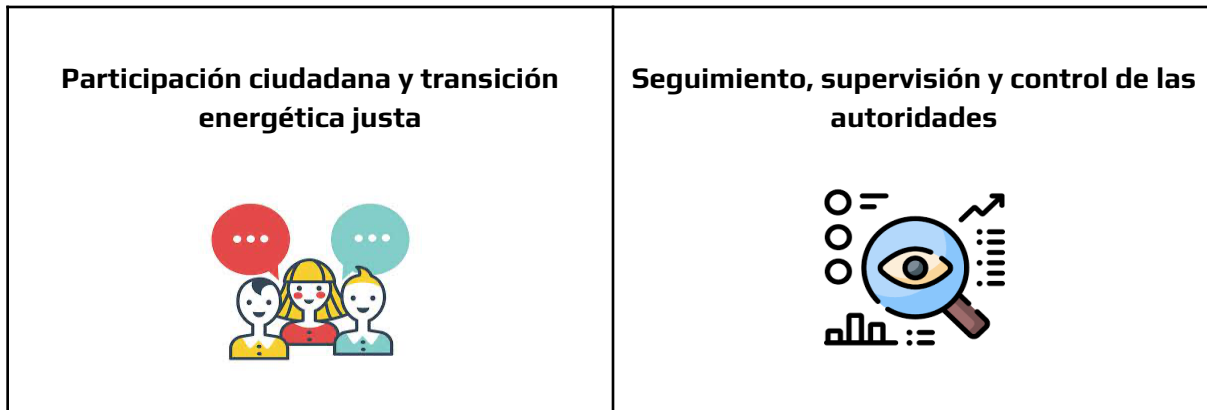 Participación ciudadana y transición
energética justa
Seguimiento, supervisión y control de las
autoridades